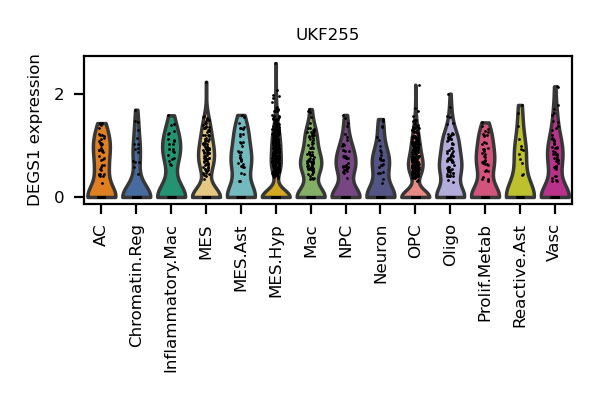 UKF255
DEGS1 expression
2
0
AC
Chromatin.Reg
Inflammatory.Mac
MES
MES.Ast
MES.Hyp
Mac
NPC
Neuron
OPC
Oligo
Prolif.Metab
Reactive.Ast
Vasc